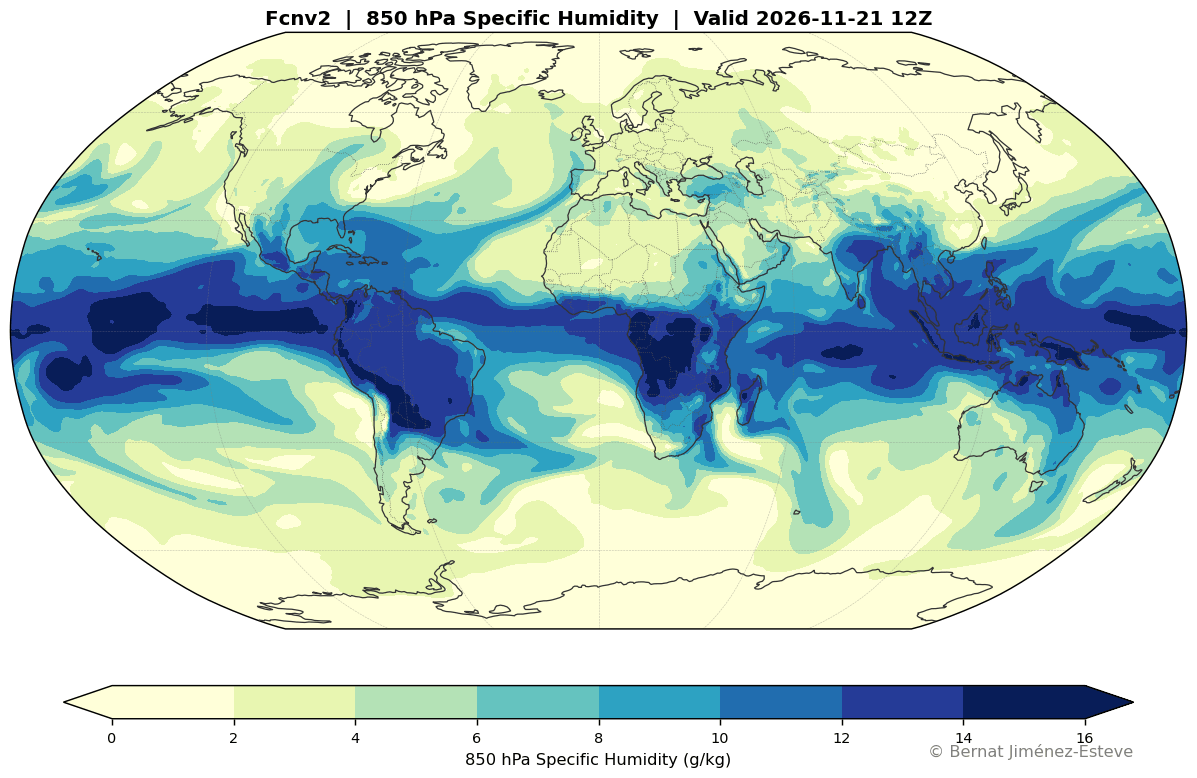 Fcnv2 | 850 hPa Specific Humidity | Valid 2026-11-21 12Z
0 2 4 6 8 10 12 14 16
850 hPa Specific Humidity (g/kg)
© Bernat Jiménez-Esteve